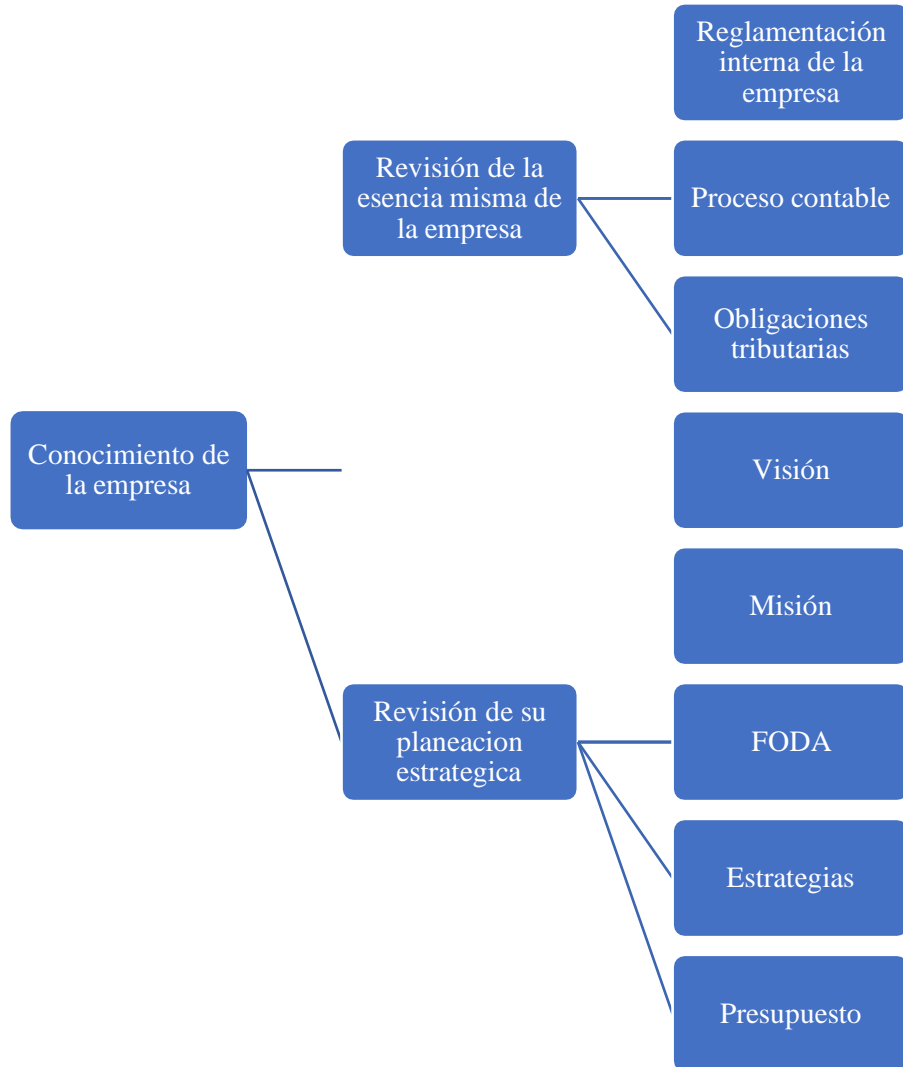 Reglamentación
interna de la
empresa
Revisión de la
esencia misma de
la empresa
Proceso contable
Obligaciones
tributarias
Conocimiento de
la empresa
Visión
Misión
Revisión de su
planeacion
estrategica
FODA
Estrategias
Presupuesto